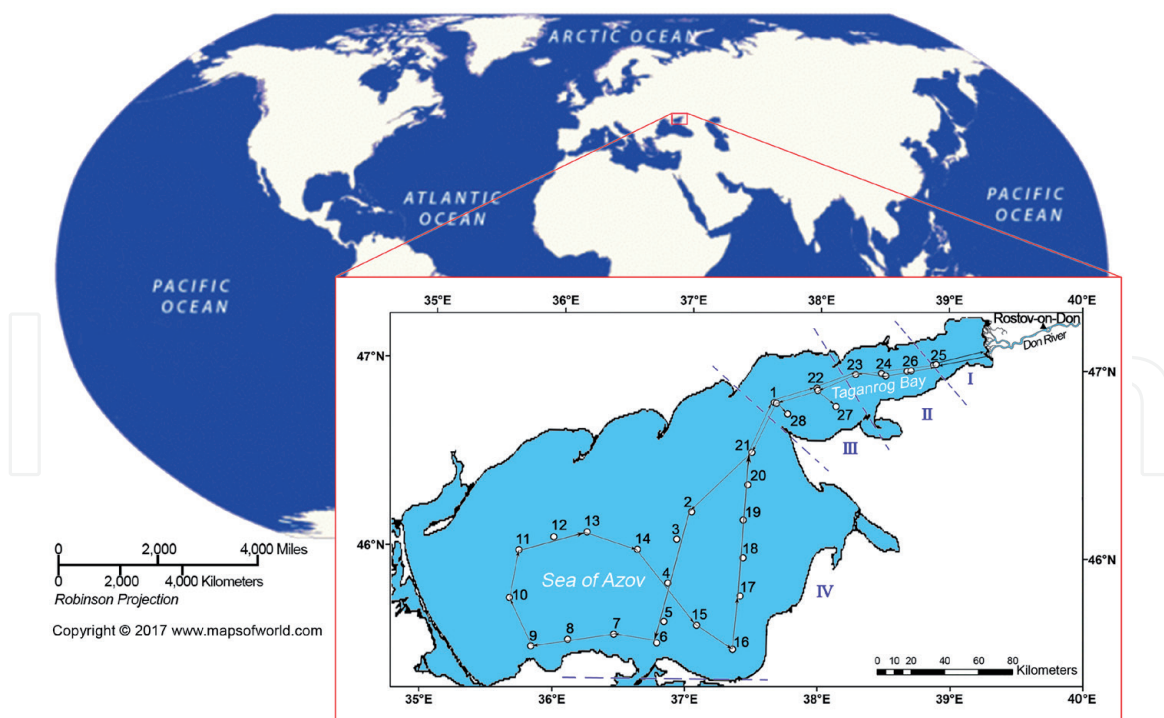 ARCTIC OCEAN
ATLANTIC
OCEAN
PACIFIC
OCEAN
PACIFIC
OCEAN
35°E 36°E 37°E 38°E 39°E 40°E
Rostov-on-Don
Don River
47°N
47°N
25
26
24
23
22
Taganrog Bay
I
1
II
27
28
III
21
20
2
19
13
12
3
11
14
18
46°N
46°N
Sea of Azov
4
IV
10
17
5
15
7
8
6
9
16
0 10 20 40 60 80
Kilometers
35°E 36°E 37°E 38°E 39°E 40°E
0 2,000 4,000 Miles
0 2,000 4,000 Kilometers
Robinson Projection
Copyright © 2017 www.mapsofworld.com